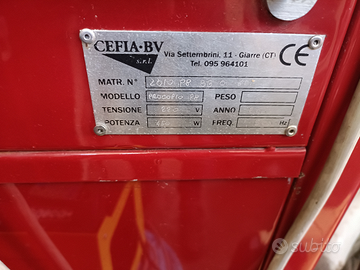 CEFIA·BV
s.r.l.
Via Settembrini, 11 - Giarre (CT)
Tel. 095 964101
CE
MATR. N°
MODELLO
PESO
TENSIONE V
ANNO
POTENZA W
FREQ. Hz
subito